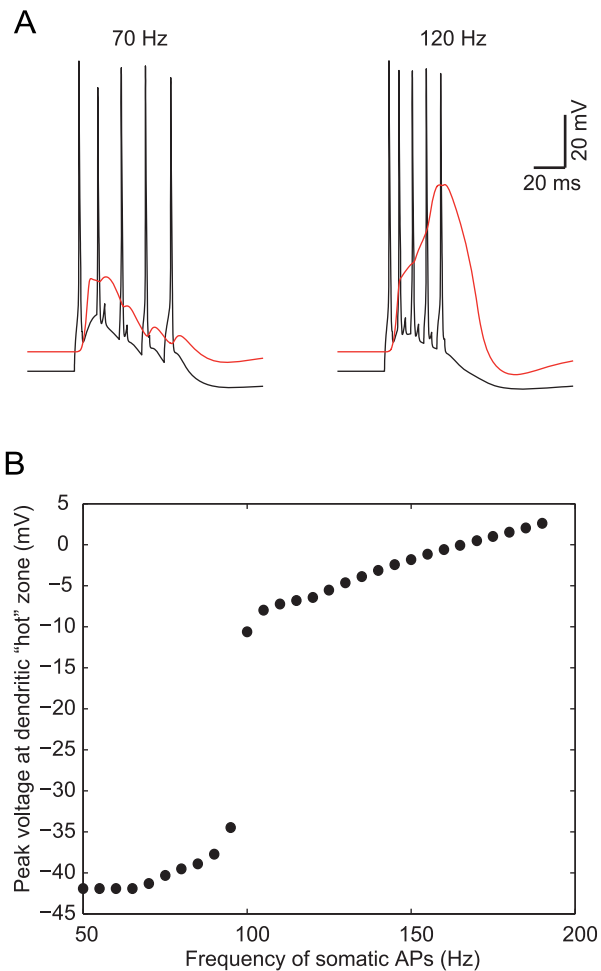 A
70 Hz
120 Hz
20 mV
20 ms
B
Peak voltage at dendritic “hot” zone (mV)
5
0
−5
−10
−15
−20
−25
−30
−35
−40
−45
50
100
150
200
Frequency of somatic APs (Hz)